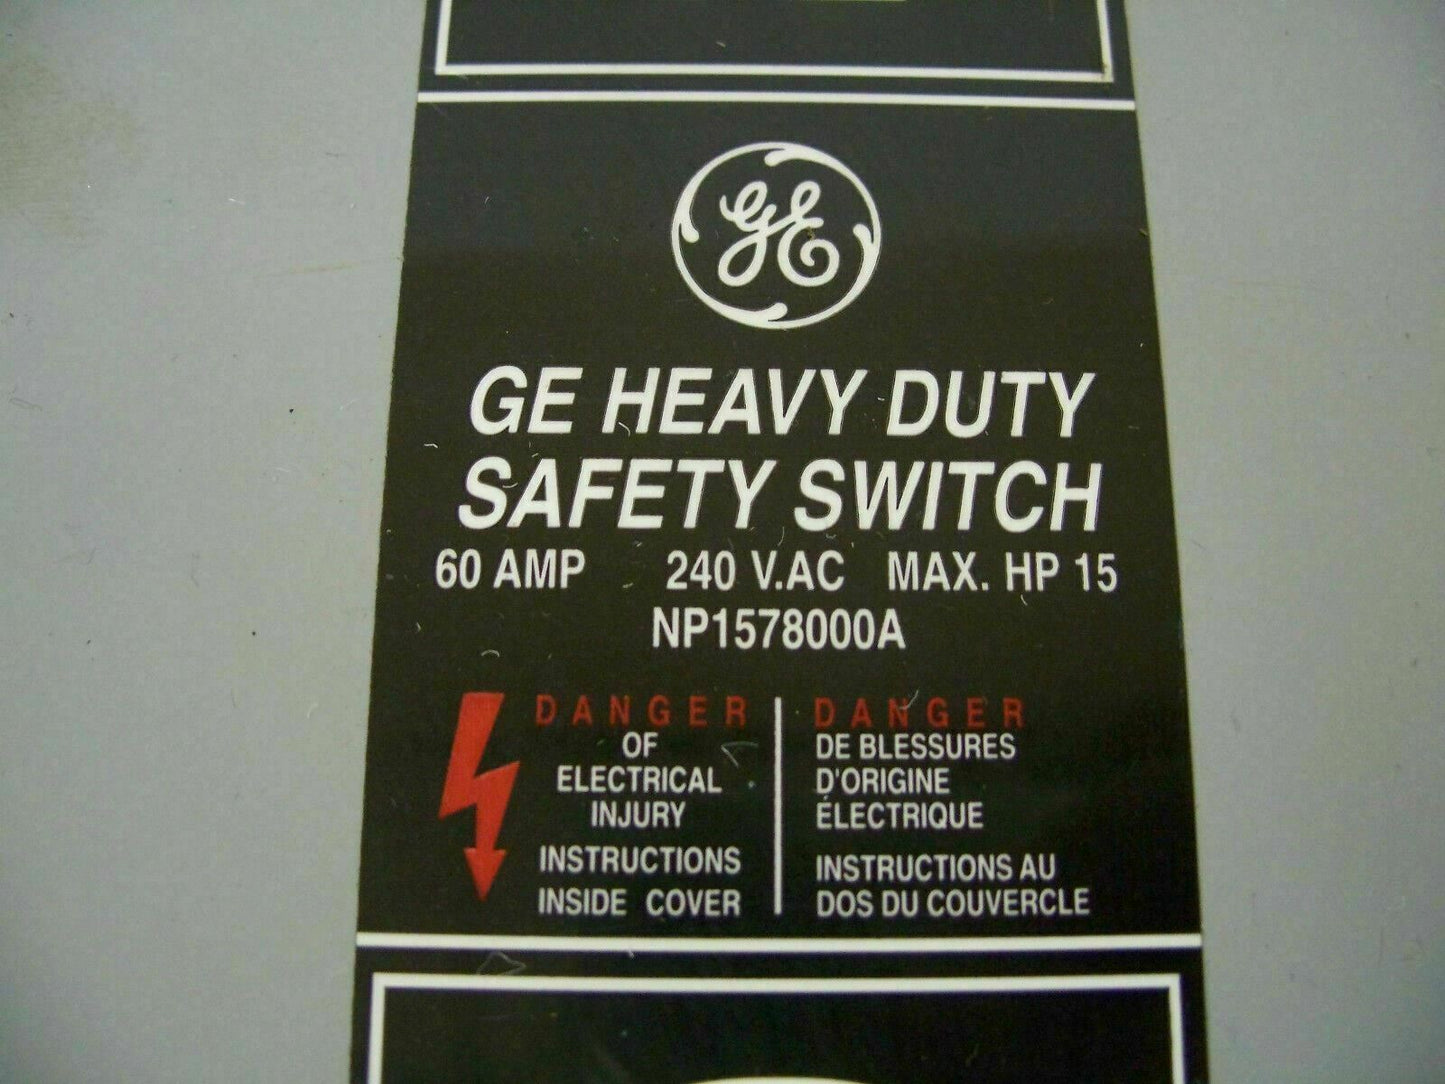 GE
GE HEAVY DUTY
SAFETY SWITCH
60 AMP 240 V.AC MAX. HP 15
NP1578000A
DANGER
OF
ELECTRICAL
INJURY
INSTRUCTIONS
INSIDE COVER
DANGER
DE BLESSURES
D'ORIGINE
ÉLECTRIQUE
INSTRUCTIONS AU
DOS DU COUVERCLE